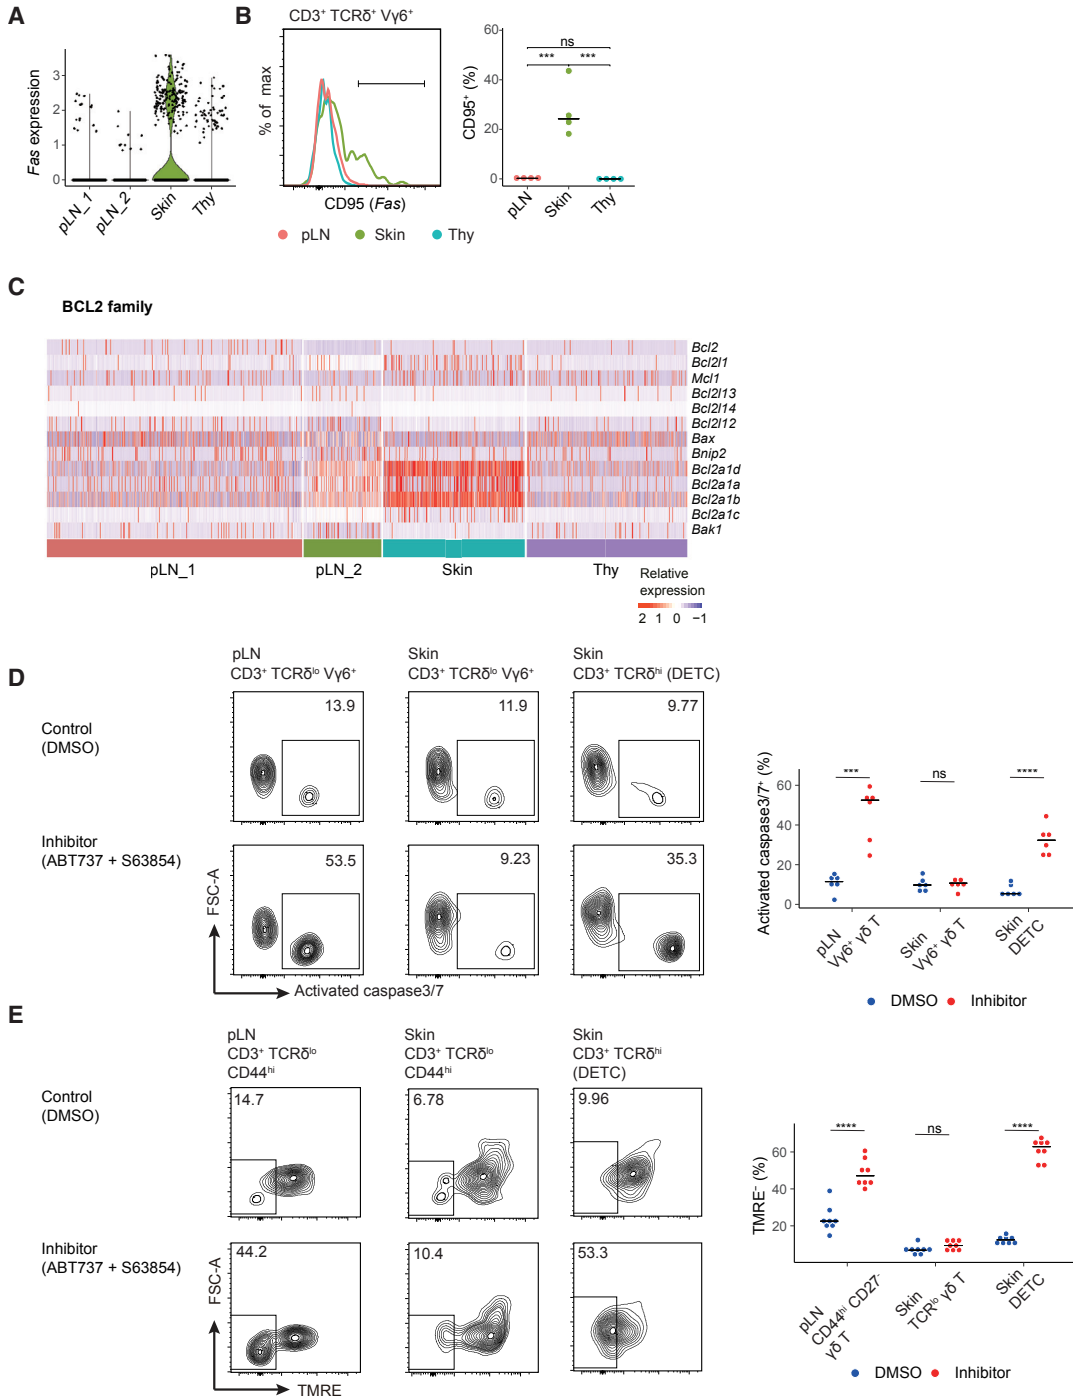 A
Fas expression
3
2
1
0
pLN_1
pLN_2
Skin
Thy
B
CD3⁺ TCRδ⁺ Vγ6⁺
% of max
CD95 (Fas)
pLN
Skin
Thy
CD95⁺ (%)
60
40
20
0
ns
***
***
pLN
Skin
Thy
C
BCL2 family
Bcl2
Bcl2l1
Mcl1
Bcl2l13
Bcl2l14
Bcl2l12
Bax
Bnip2
Bcl2a1d
Bcl2a1a
Bcl2a1b
Bcl2a1c
Bak1
pLN_1
pLN_2
Skin
Thy
Relative
expression
2 1 0 −1
D
pLN
CD3⁺ TCRδˡᵒ Vγ6⁺
Skin
CD3⁺ TCRδˡᵒ Vγ6⁺
Skin
CD3⁺ TCRδʰⁱ (DETC)
Control
(DMSO)
13.9
11.9
9.77
Inhibitor
(ABT737 + S63854)
53.5
9.23
35.3
FSC-A
Activated caspase3/7
Activated caspase3/7⁺ (%)
60
40
20
0
***
ns
****
pLN
Vγ6⁺ γδ T
Skin
Vγ6⁺ γδ T
Skin
DETC
DMSO
Inhibitor
E
pLN
CD3⁺ TCRδˡᵒ
CD44ʰⁱ
Skin
CD3⁺ TCRδˡᵒ
CD44ʰⁱ
Skin
CD3⁺ TCRδʰⁱ
(DETC)
Control
(DMSO)
14.7
6.78
9.96
Inhibitor
(ABT737 + S63854)
44.2
10.4
53.3
FSC-A
TMRE
TMRE⁻ (%)
60
40
20
****
ns
****
pLN
CD44ʰⁱ CD27⁻
γδ T
Skin
TCRˡᵒ γδ T
Skin
DETC
DMSO
Inhibitor